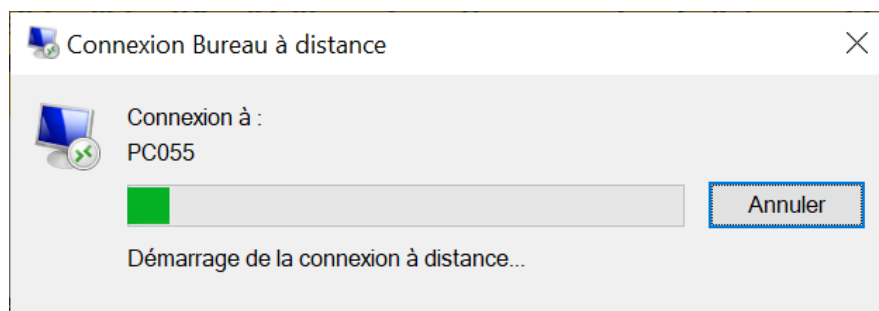 Connexion Bureau à distance
Connexion à :
PC055
Annuler
Démarrage de la connexion à distance...